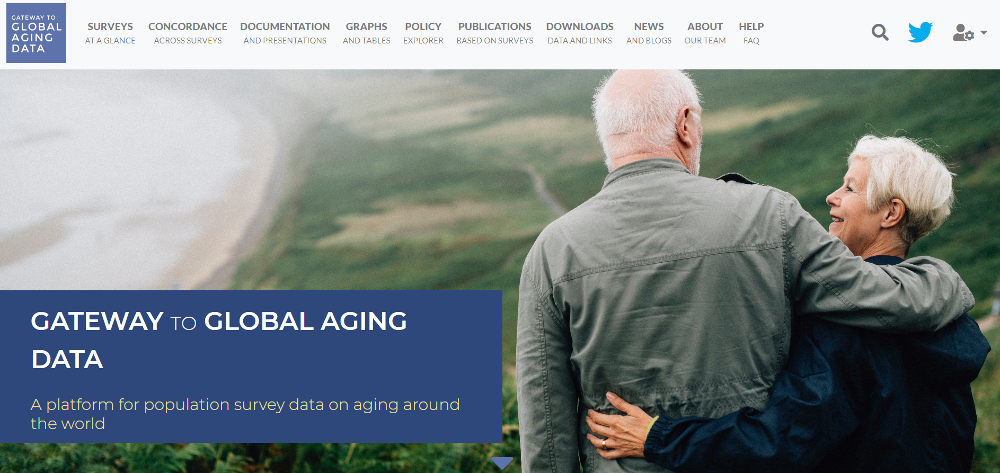 GATEWAY TO
GLOBAL
AGING
DATA
SURVEYS
AT A GLANCE
CONCORDANCE
ACROSS SURVEYS
DOCUMENTATION
AND PRESENTATIONS
GRAPHS
AND TABLES
POLICY
EXPLORER
PUBLICATIONS
BASED ON SURVEYS
DOWNLOADS
DATA AND LINKS
NEWS
AND BLOGS
ABOUT
OUR TEAM
HELP
FAQ
GATEWAY TO GLOBAL AGING
DATA
A platform for population survey data on aging around
the world